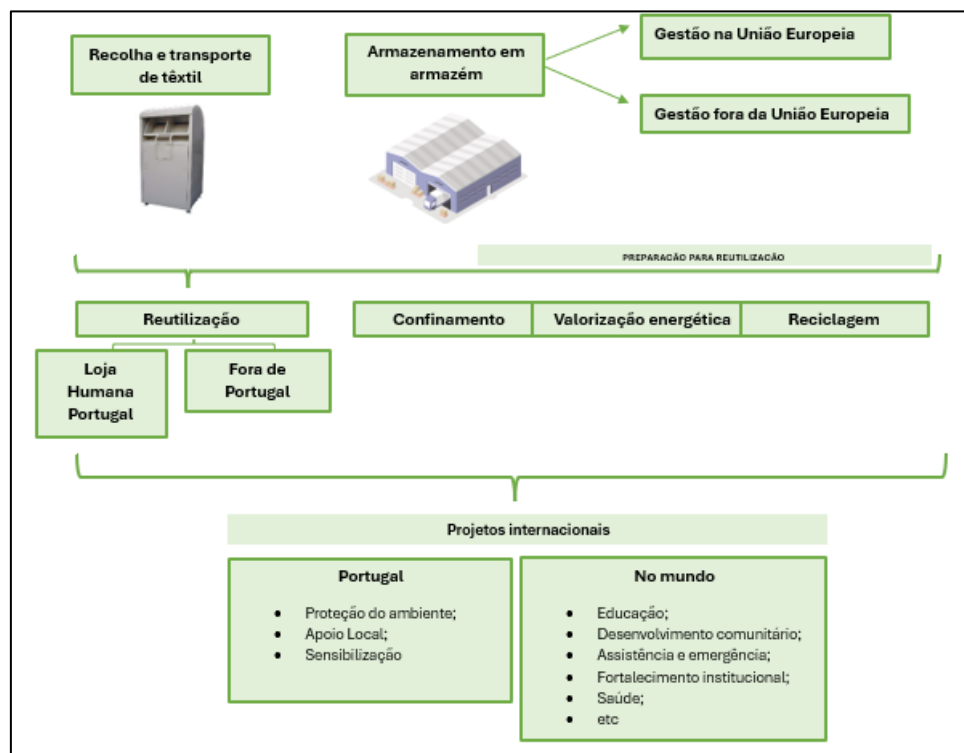 Recolha e transporte
de têxtil
Armazenamento em
armazém
Gestão na União Europeia
Gestão fora da União Europeia
PREPARAÇÃO PARA REUTILIZAÇÃO
Reutilização
Confinamento
Valorização energética
Reciclagem
Loja
Humana
Portugal
Fora de
Portugal
Projetos internacionais
Portugal
• Proteção do ambiente;
• Apoio Local;
• Sensibilização
No mundo
• Educação;
• Desenvolvimento comunitário;
• Assistência e emergência;
• Fortalecimento institucional;
• Saúde;
• etc